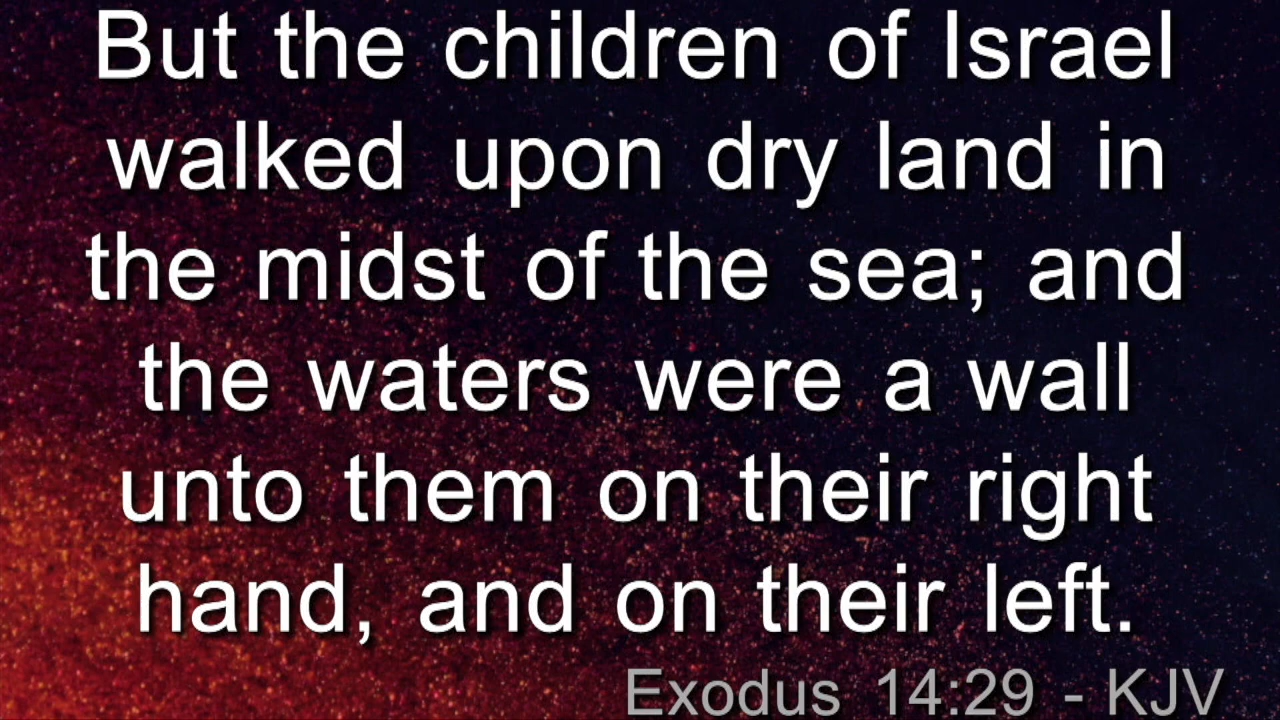 But the children of Israel
walked upon dry land in
the midst of the sea; and
the waters were a wall
unto them on their right
hand, and on their left.
Exodus 14:29 - KJV